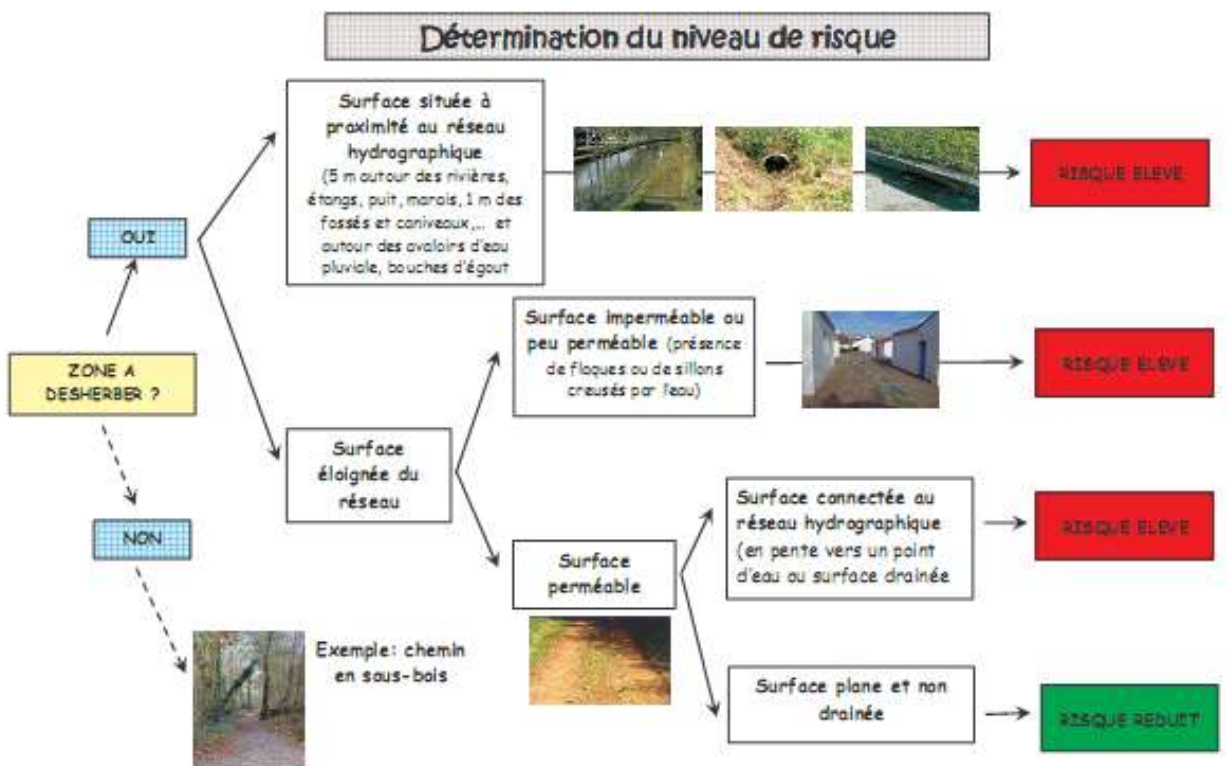 Détermination du niveau de risque
Surface située à
proximité au réseau
hydrographique
(5 m autour des rivières,
étangs, puit, marais, 1 m des
fossés et caniveaux,... et
autour des avaloirs d'eau
pluviale, bouches d'égout
RISQUE ELEVE
OUI
Surface imperméable ou
peu perméable (présence
de flaques ou de sillons
creusés par l'eau)
RISQUE ELEVE
ZONE A
DESHERBER ?
Surface
éloignée du
réseau
Surface connectée au
réseau hydrographique
(en pente vers un point
d'eau ou surface drainée
RISQUE ELEVE
NON
Surface
perméable
Exemple: chemin
en sous-bois
Surface plane et non
drainée
RISQUE REDUIT